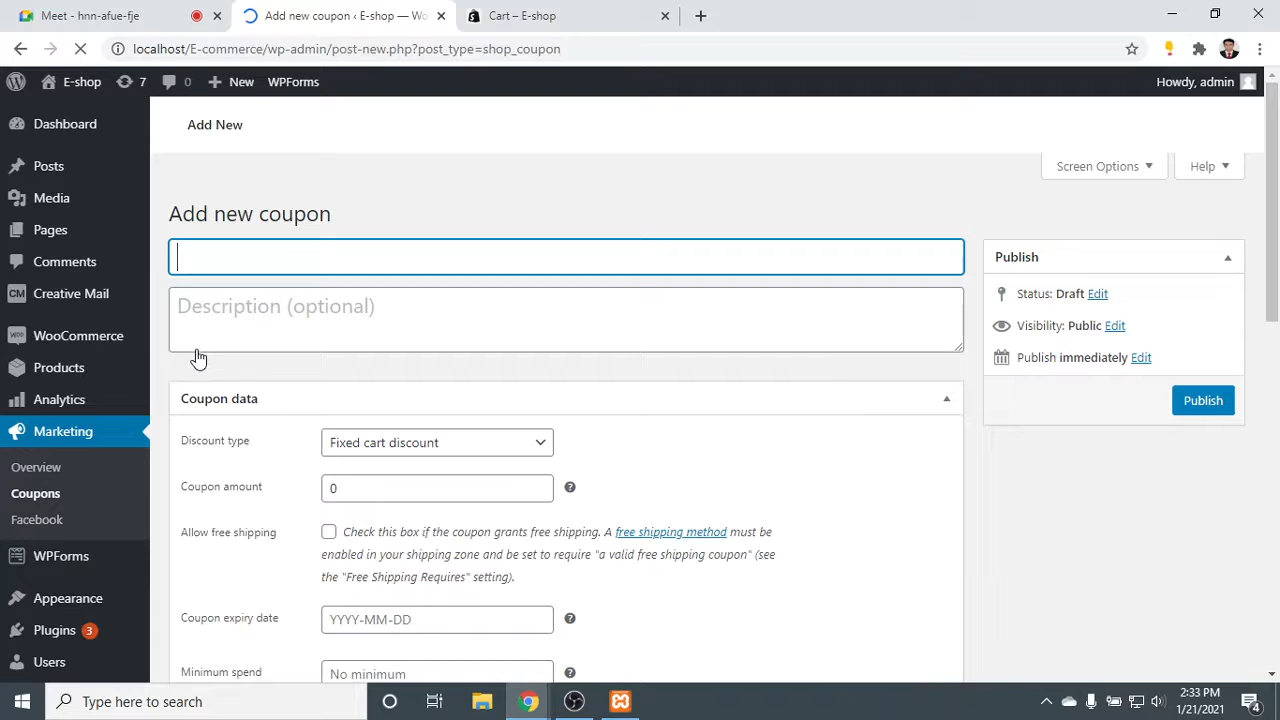 Meet - hnn-afue-fje
Add new coupon ‹ E-shop — Wo
Cart – E-shop
localhost/E-commerce/wp-admin/post-new.php?post_type=shop_coupon
E-shop
7
0
New
WPForms
Howdy, admin
Dashboard
Posts
Media
Pages
Comments
CM
Creative Mail
Woo
WooCommerce
Products
Analytics
Marketing
Overview
Coupons
Facebook
WPForms
Appearance
Plugins 3
Users
Add New
Screen Options
Help
Add new coupon
Description (optional)
Coupon data
Discount type
Fixed cart discount
Coupon amount
0
Allow free shipping
Check this box if the coupon grants free shipping. A free shipping method must be
enabled in your shipping zone and be set to require "a valid free shipping coupon" (see
the "Free Shipping Requires" setting).
Coupon expiry date
YYYY-MM-DD
Minimum spend
No minimum
Publish
Status: Draft Edit
Visibility: Public Edit
Publish immediately Edit
Publish
Type here to search
2:33 PM
1/21/2021
4